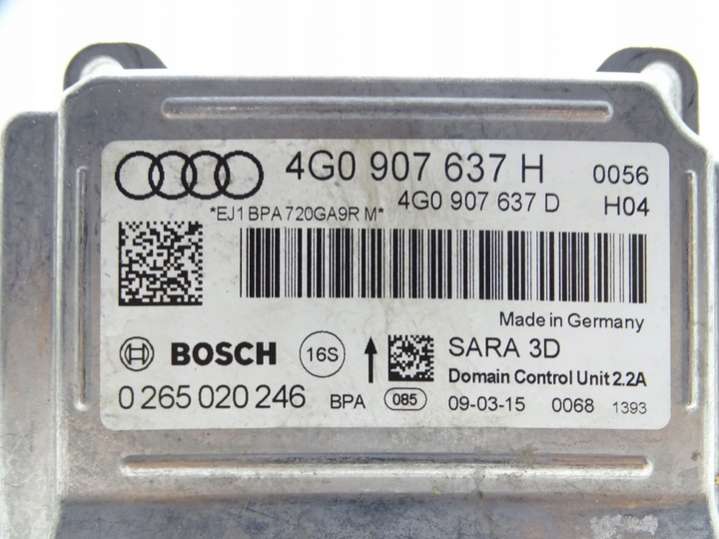 4G0 907 637 H 0056
4G0 907 637 D H04
*EJ1 BPA 720GA9R M*
Made in Germany
BOSCH 16S SARA 3D
Domain Control Unit 2.2A
0 265 020 246 BPA 085 09-03-15 0068 1393